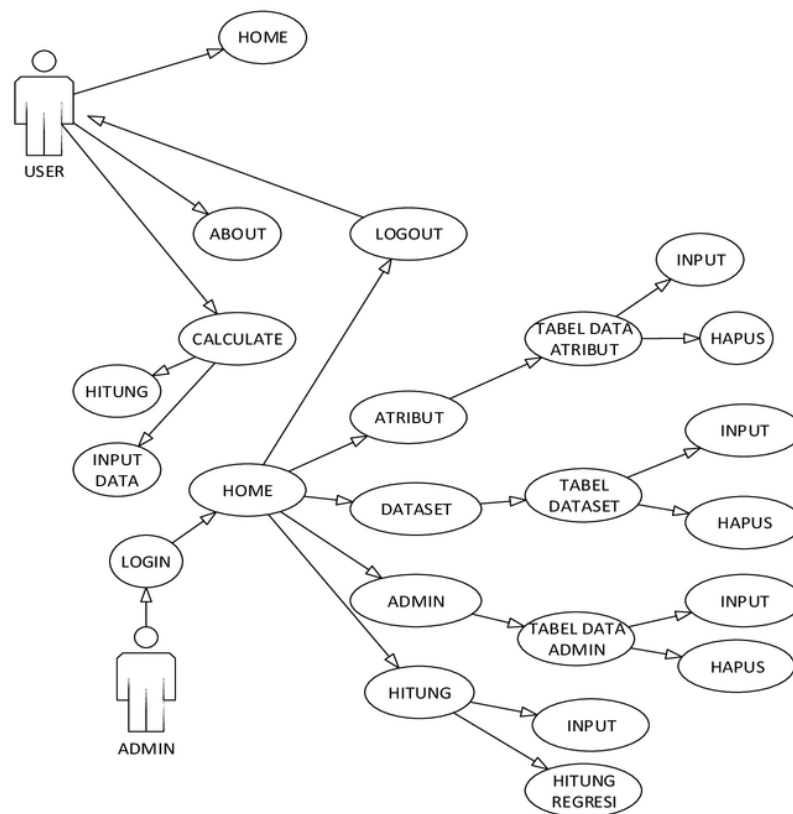 HOME
USER
ABOUT
LOGOUT
INPUT
TABEL DATA
ATRIBUT
HAPUS
CALCULATE
HITUNG
ATRIBUT
INPUT
DATA
INPUT
HOME
DATASET
TABEL
DATASET
HAPUS
LOGIN
ADMIN
INPUT
TABEL DATA
ADMIN
HAPUS
HITUNG
INPUT
ADMIN
HITUNG
REGRESI